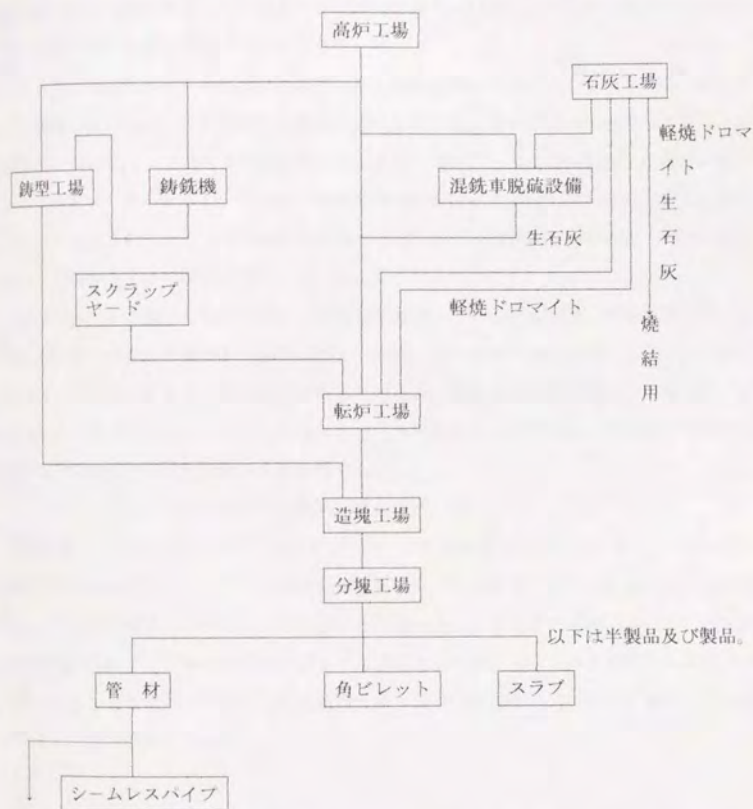 高炉工場
石灰工場
軽焼ドロマイト生石灰
鋳型工場
鋳銑機
混銑車脱硫設備
生石灰
スクラップ
ヤード
軽焼ドロマイト
焼結用
転炉工場
造塊工場
分塊工場
以下は半製品及び製品。
管 材
角ビレット
スラブ
シームレスパイプ